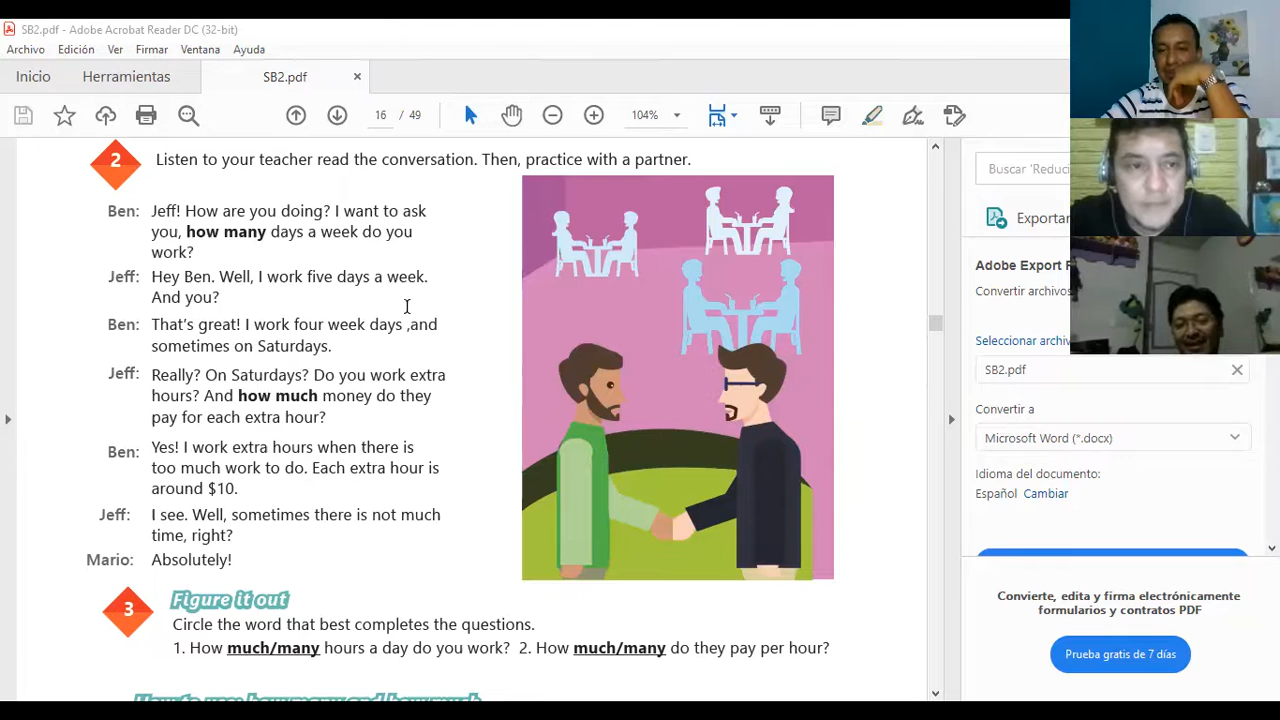 SB2.pdf - Adobe Acrobat Reader DC (32-bit)
Archivo Edición Ver Firmar Ventana Ayuda
Inicio Herramientas SB2.pdf ×
16 / 49 104%
2 Listen to your teacher read the conversation. Then, practice with a partner.
Ben: Jeff! How are you doing? I want to ask
you, how many days a week do you
work?
Jeff: Hey Ben. Well, I work five days a week.
And you?
Ben: That's great! I work four week days ,and
sometimes on Saturdays.
Jeff: Really? On Saturdays? Do you work extra
hours? And how much money do they
pay for each extra hour?
Ben: Yes! I work extra hours when there is
too much work to do. Each extra hour is
around $10.
Jeff: I see. Well, sometimes there is not much
time, right?
Mario: Absolutely!
3 Figure it out
Circle the word that best completes the questions.
1. How much/many hours a day do you work? 2. How much/many do they pay per hour?
How to use: how many and how much
Buscar 'Reduci
Exportar
Adobe Export
Convertir archivos
Seleccionar archiv
SB2.pdf
Convertir a
Microsoft Word (*.docx)
Idioma del documento:
Español Cambiar
Convierte, edita y firma electrónicamente
formularios y contratos PDF
Prueba gratis de 7 días